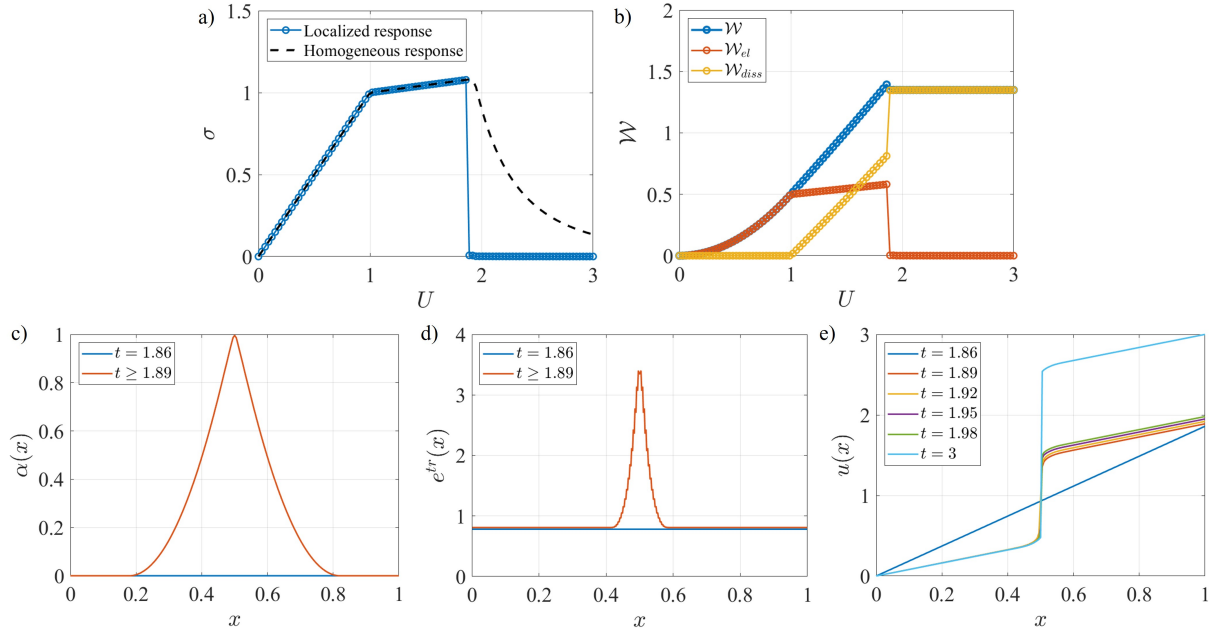 a)
Localized response
Homogeneous response
σ
1.5
1
0.5
0
0 1 2 3
U
b)
𝒲
𝒲el
𝒲diss
𝒲
2
1.5
1
0.5
0
0 1 2 3
U
c)
t = 1.86
t ≥ 1.89
α(x)
1
0.8
0.6
0.4
0.2
0
0 0.2 0.4 0.6 0.8 1
x
d)
t = 1.86
t ≥ 1.89
e^tr(x)
4
3
2
1
0
0 0.2 0.4 0.6 0.8 1
x
e)
t = 1.86
t = 1.89
t = 1.92
t = 1.95
t = 1.98
t = 3
u(x)
3
2
1
0
0 0.2 0.4 0.6 0.8 1
x